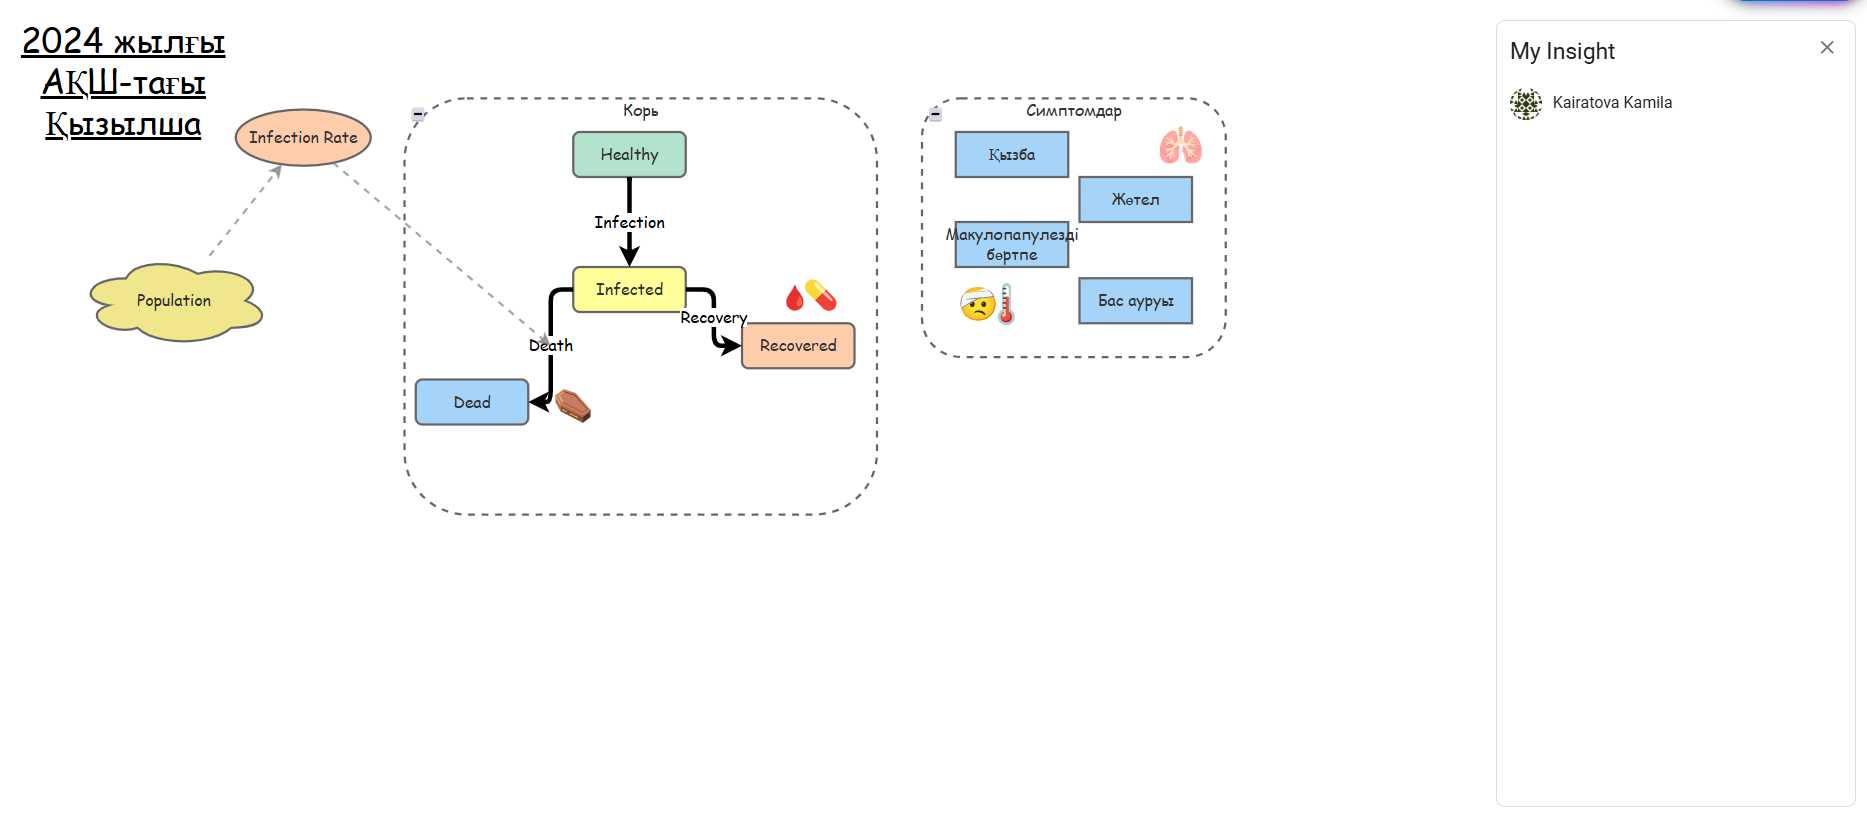 2024 жылғы
АҚШ-тағы
Қызылша
Infection Rate
Population
Корь
Healthy
Infection
Infected
Recovery
Recovered
Death
Dead
Симптомдар
Қызба
Жөтел
Макулопапулезді
бөртпе
Бас ауруы
My Insight
Kairatova Kamila